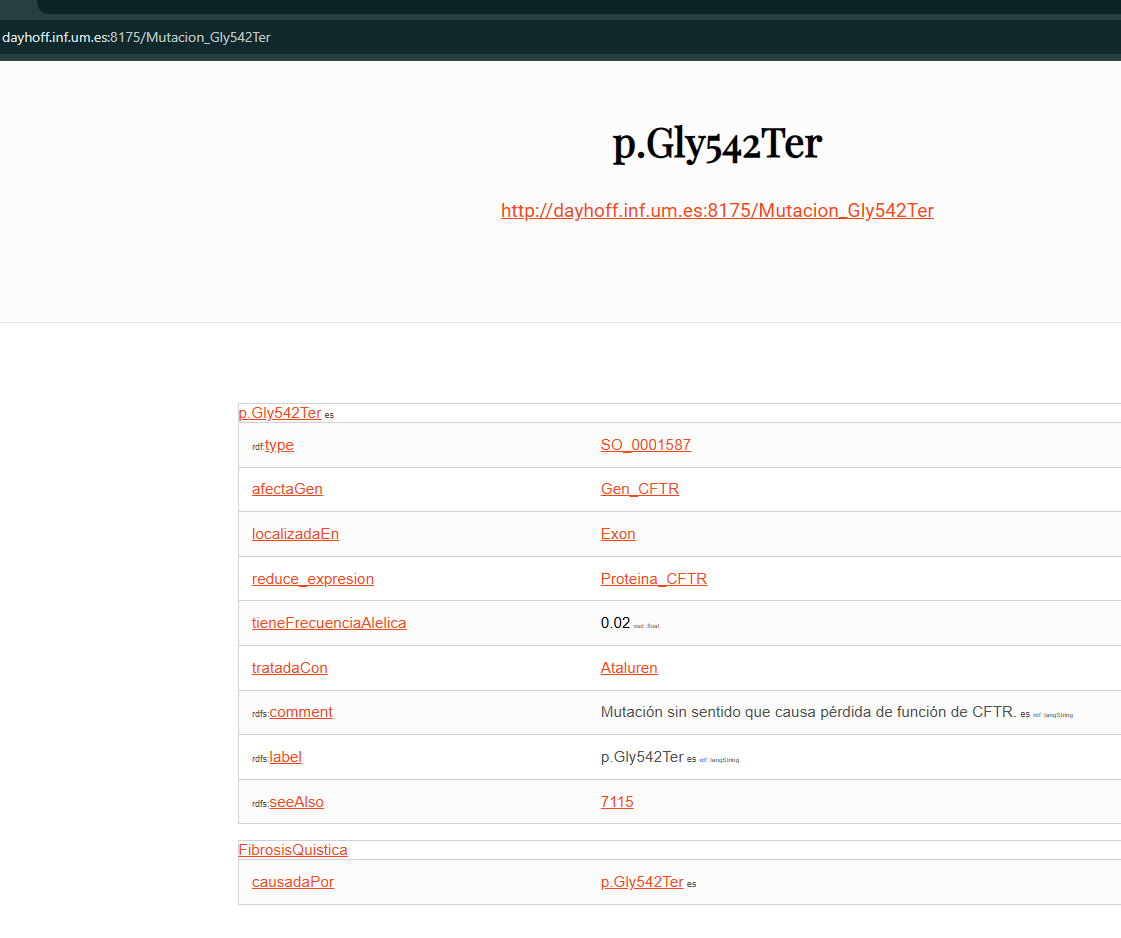 dayhoff.inf.um.es:8175/Mutacion_Gly542Ter
p.Gly542Ter
http://dayhoff.inf.um.es:8175/Mutacion_Gly542Ter
p.Gly542Ter es
rdf:type SO_0001587
afectaGen Gen_CFTR
localizadaEn Exon
reduce_expresion Proteina_CFTR
tieneFrecuenciaAlelica 0.02 xsd :float
tratadaCon Ataluren
rdfs:comment Mutación sin sentido que causa pérdida de función de CFTR. es rdf :langString
rdfs:label p.Gly542Ter es rdf :langString
rdfs:seeAlso 7115
FibrosisQuistica
causadaPor p.Gly542Ter es